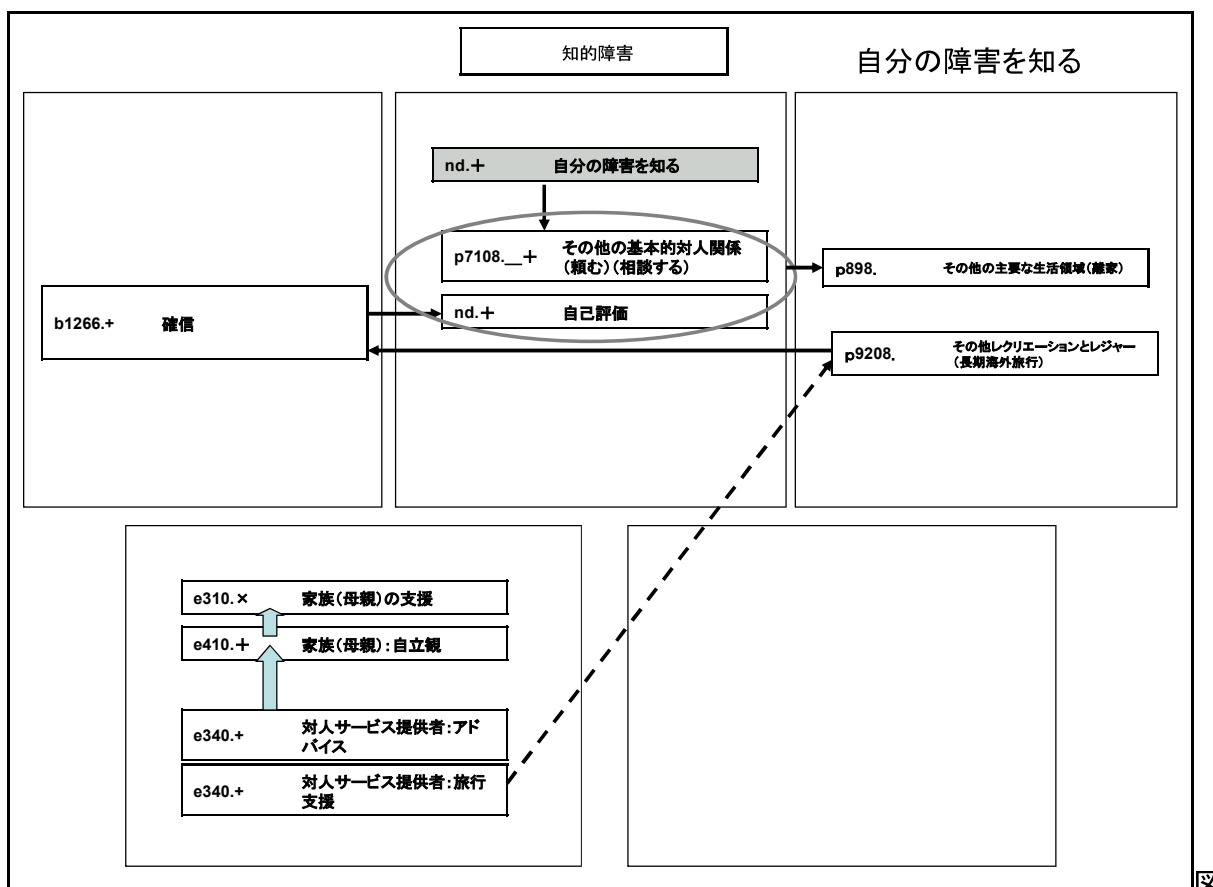 知的障害
自分の障害を知る
nd.＋ 自分の障害を知る
p7108.__＋ その他の基本的対人関係
(頼む)(相談する)
nd.＋ 自己評価
b1266.+ 確信
p898. その他の主要な生活領域(離家)
p9208. その他レクリエーションとレジャー
(長期海外旅行)
e310.× 家族(母親)の支援
e410.＋ 家族(母親):自立観
e340.+ 対人サービス提供者:アド
バイス
e340.+ 対人サービス提供者:旅行
支援
図